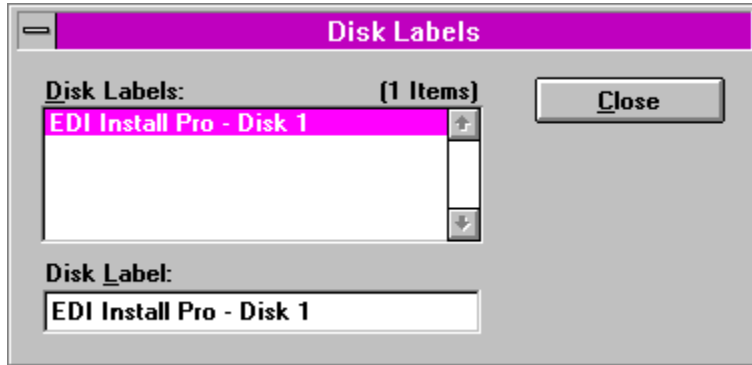 Disk Labels
Disk Labels: (1 Items)
Close
EDI Install Pro - Disk 1
Disk Label:
EDI Install Pro - Disk 1